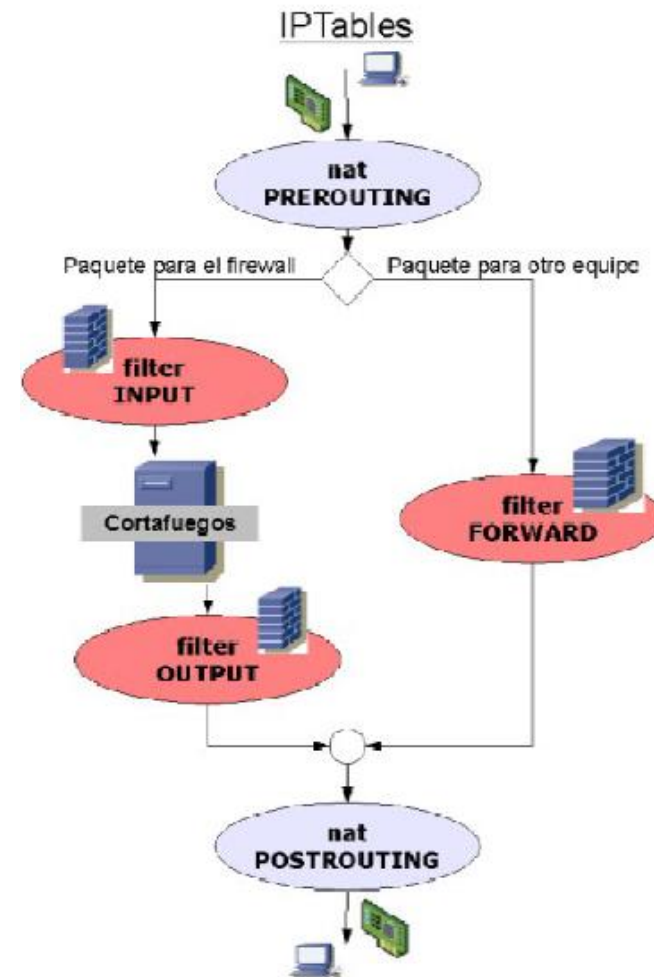 IPTables
nat
PREROUTING
Paquete para el firewall
Paquete para otro equipo
filter
INPUT
Cortafuegos
filter
FORWARD
filter
OUTPUT
nat
POSTROUTING